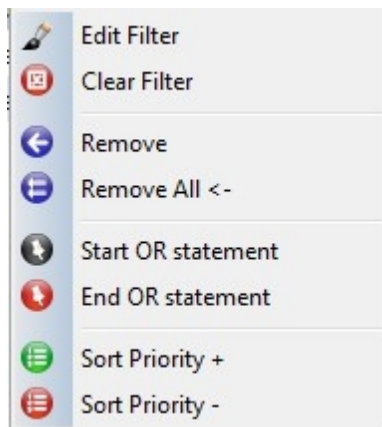 Edit Filter
Clear Filter
Remove
Remove All <-
Start OR statement
End OR statement
Sort Priority +
Sort Priority -